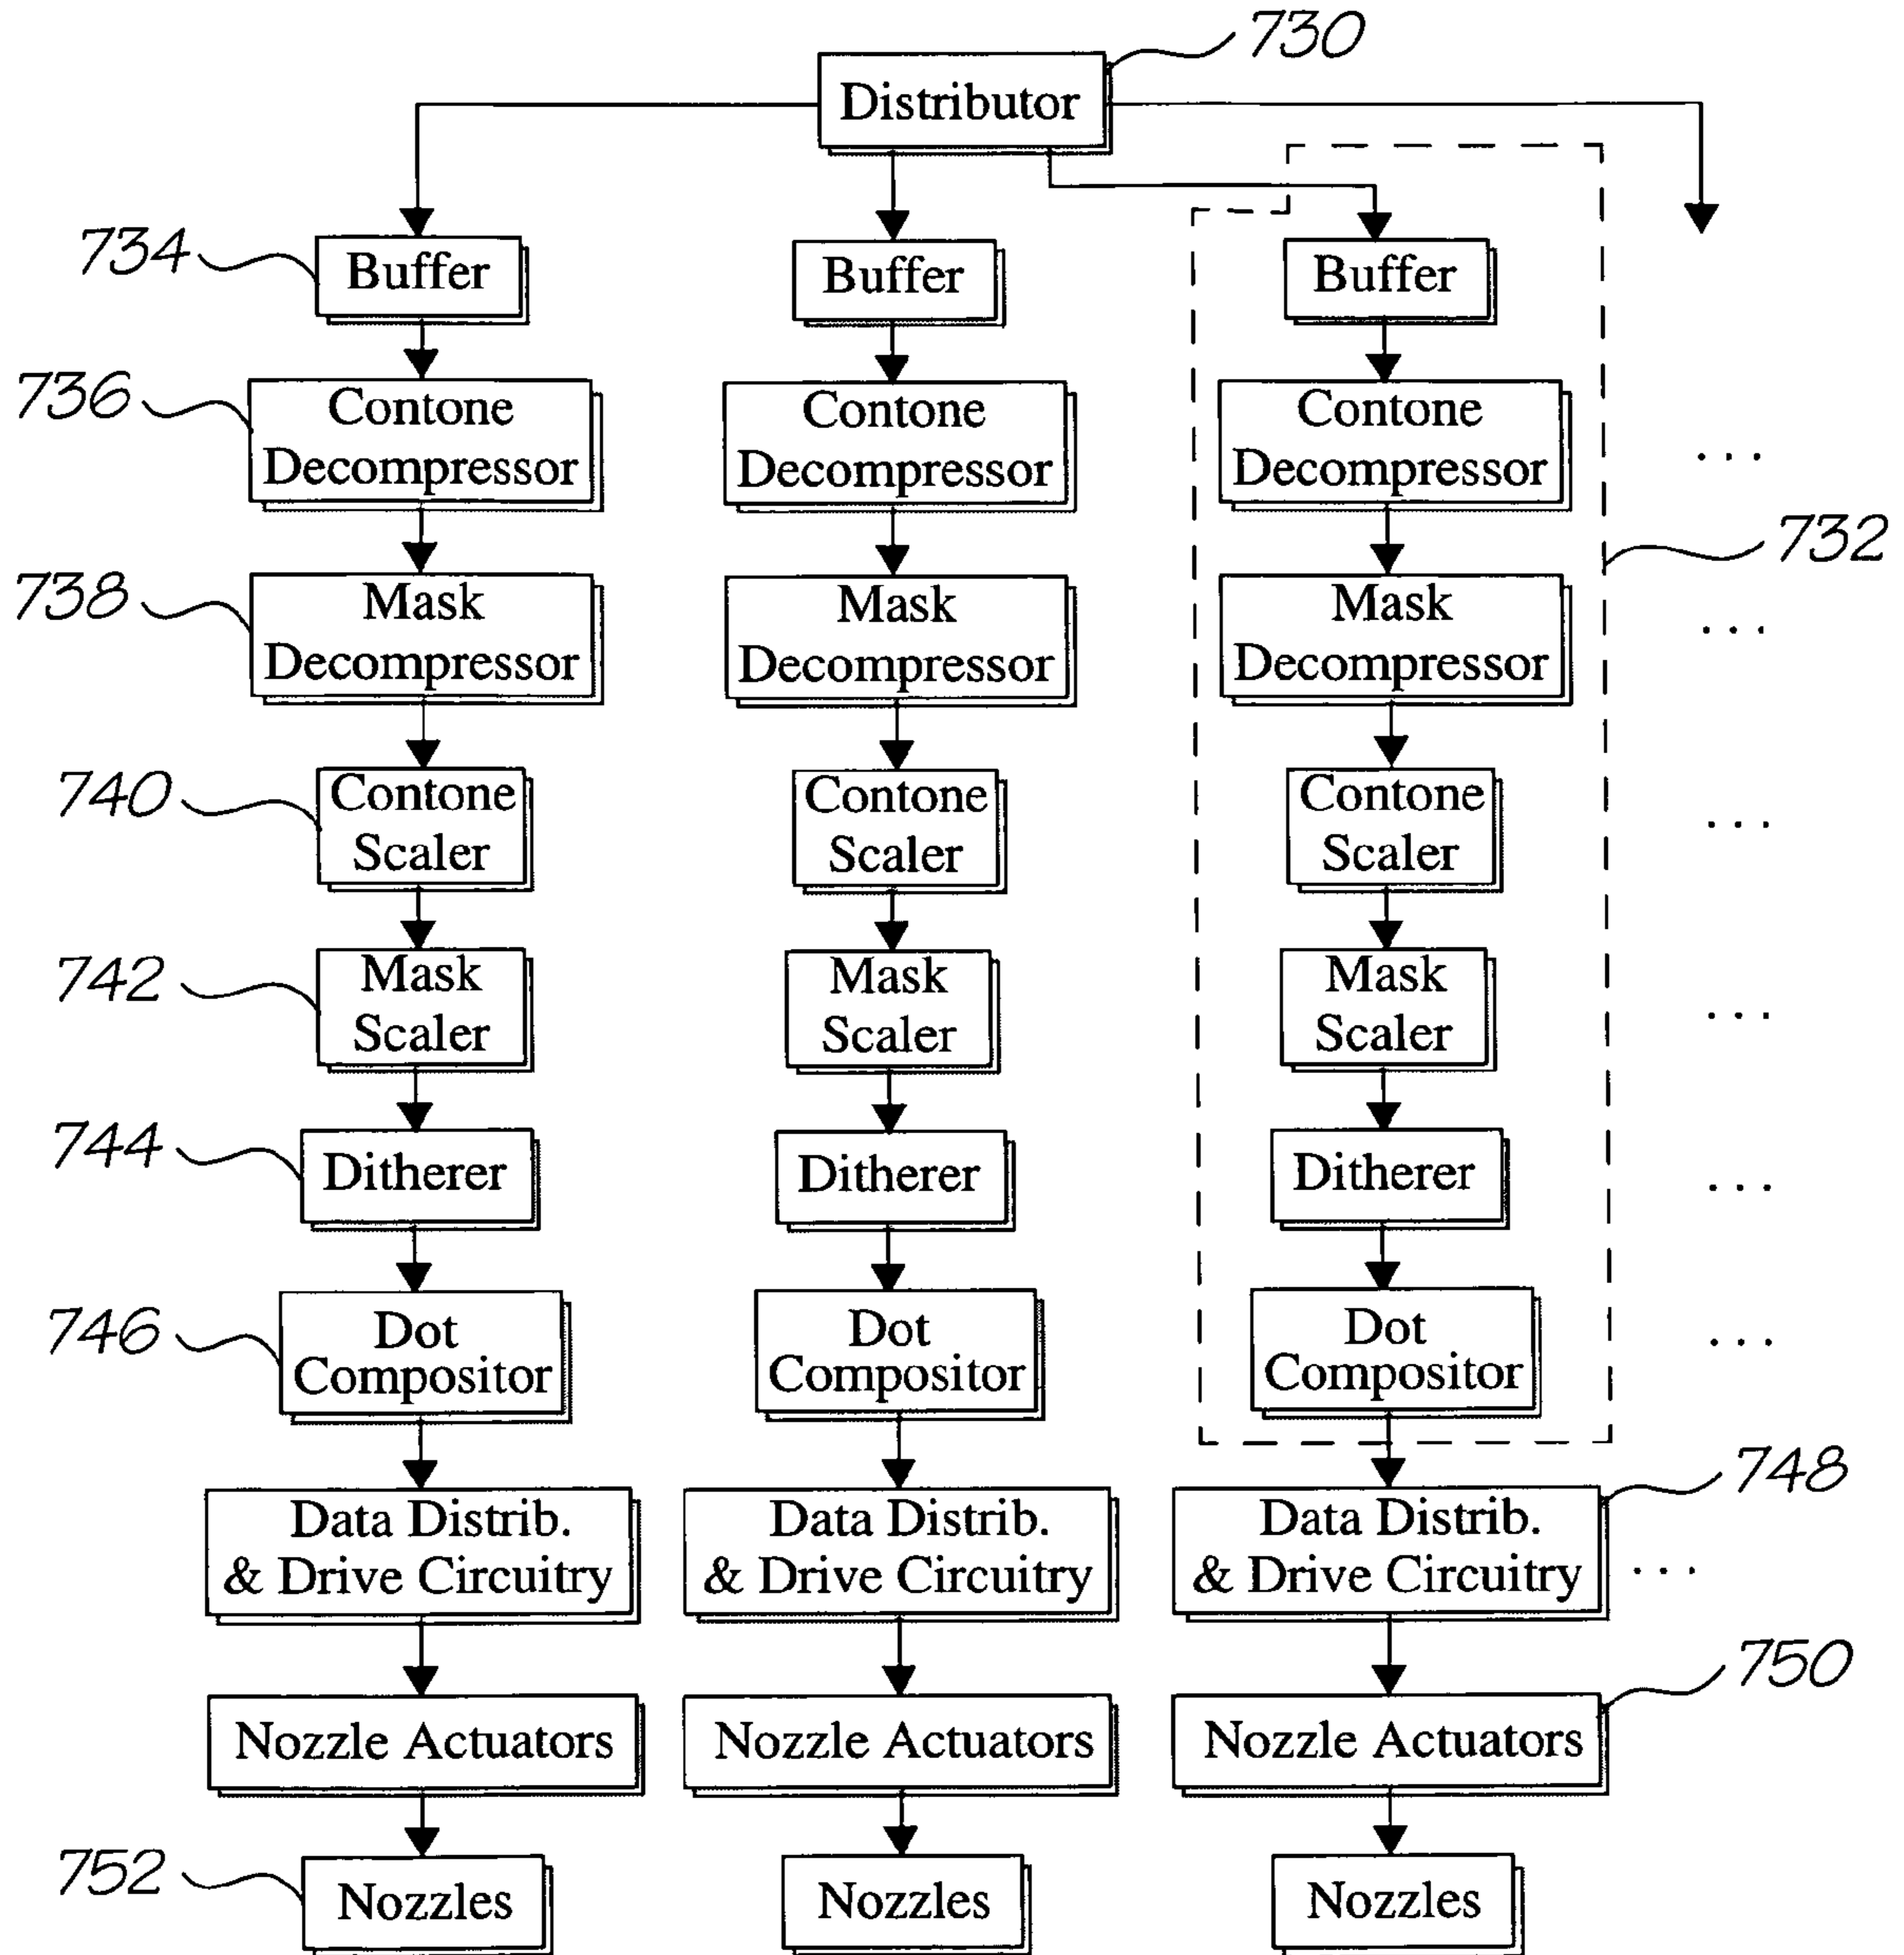 730
Distributor
734
Buffer
Buffer
Buffer
736
Contone
Decompressor
Contone
Decompressor
Contone
Decompressor
...
732
738
Mask
Decompressor
Mask
Decompressor
Mask
Decompressor
...
740
Contone
Scaler
Contone
Scaler
Contone
Scaler
...
742
Mask
Scaler
Mask
Scaler
Mask
Scaler
...
744
Ditherer
Ditherer
Ditherer
...
746
Dot
Compositor
Dot
Compositor
Dot
Compositor
...
748
Data Distrib.
& Drive Circuitry
Data Distrib.
& Drive Circuitry
Data Distrib.
& Drive Circuitry
...
750
Nozzle Actuators
Nozzle Actuators
Nozzle Actuators
752
Nozzles
Nozzles
Nozzles